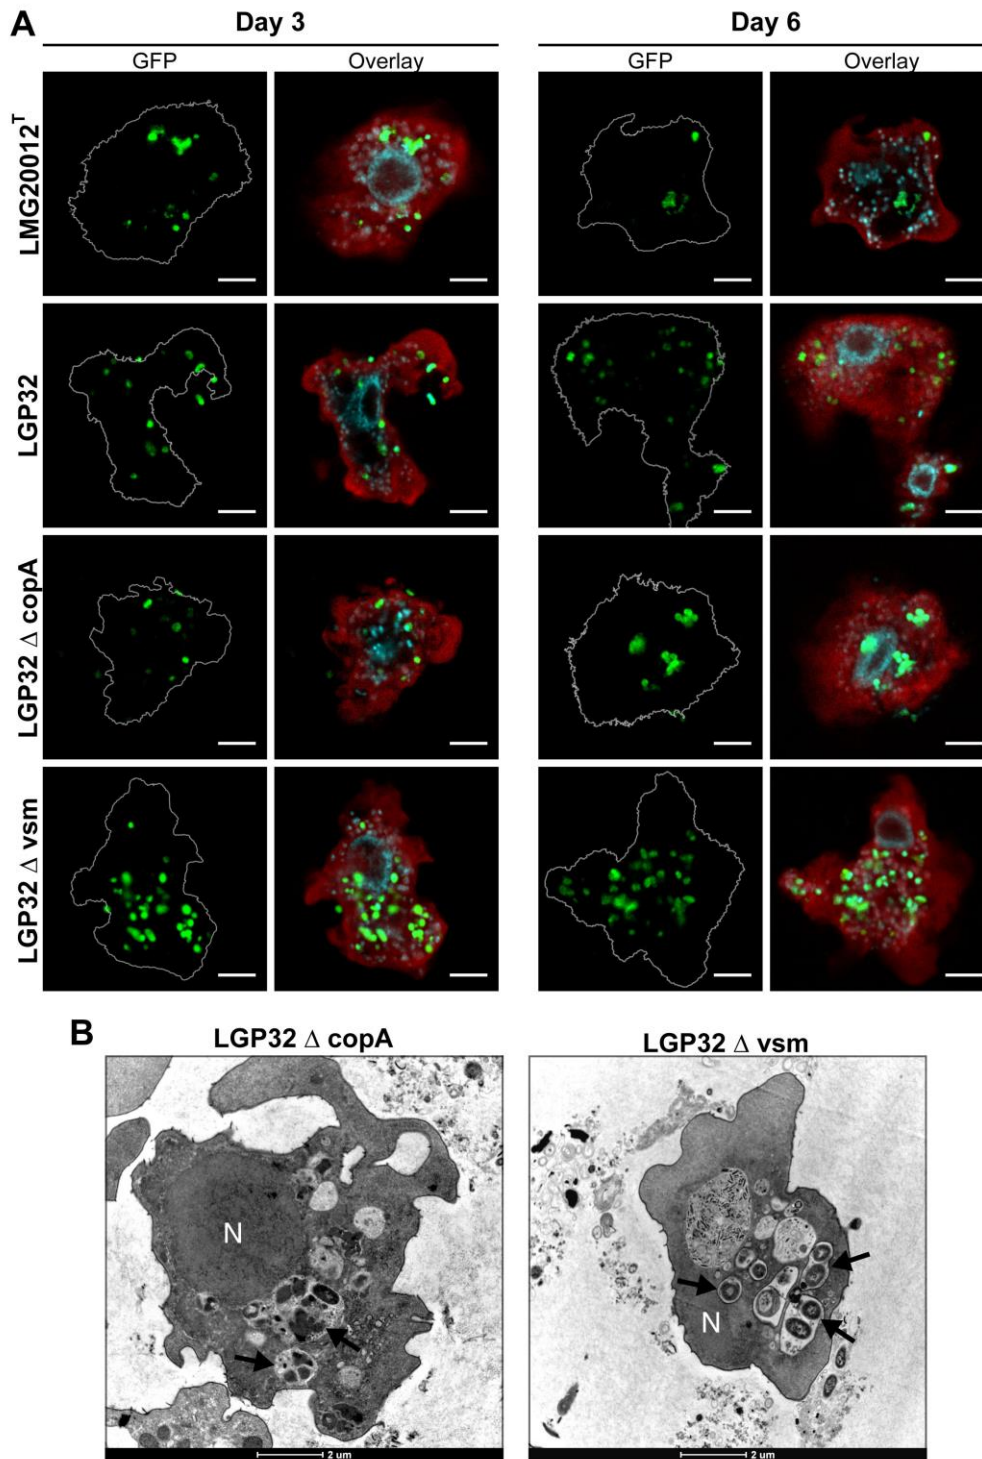 A
Day 3
Day 6
GFP
Overlay
GFP
Overlay
LMG20012ᵀ
LGP32
LGP32 Δ copA
LGP32 Δ vsm
B
LGP32 Δ copA
LGP32 Δ vsm
N
N
2 um
2 um